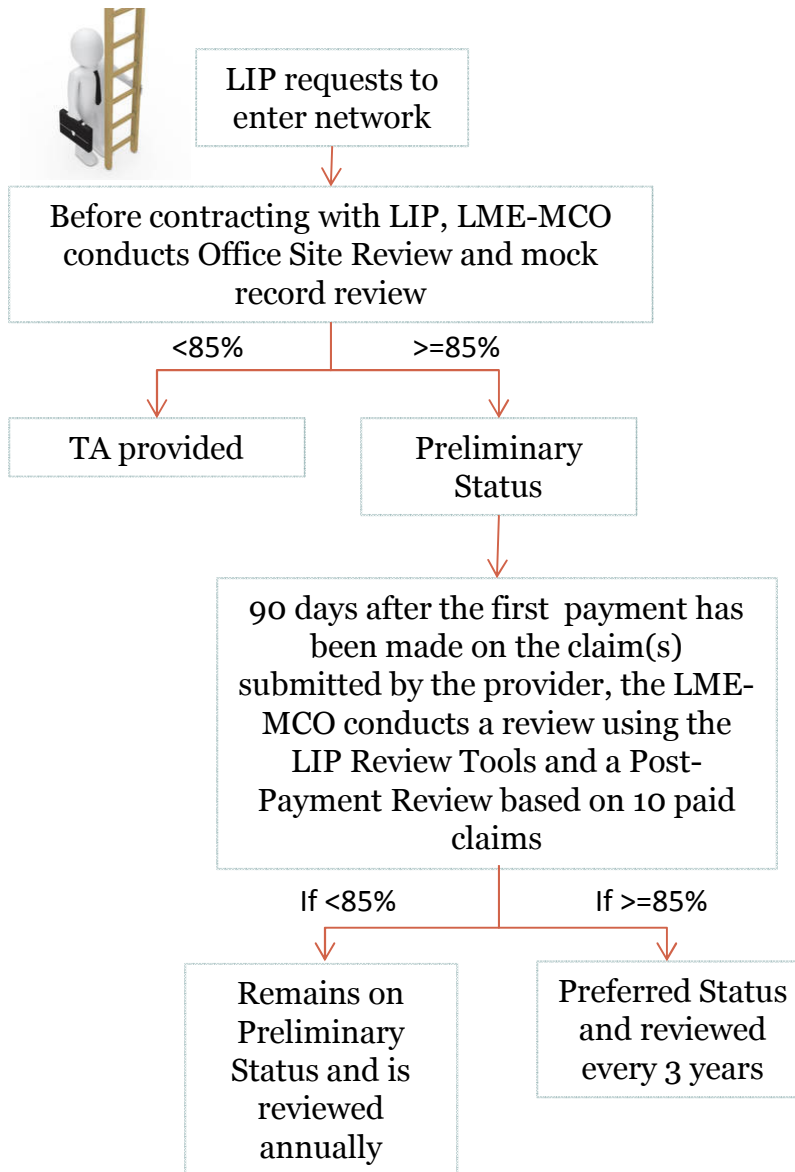 LIP requests to
enter network
Before contracting with LIP, LME-MCO
conducts Office Site Review and mock
record review
<85%
>=85%
TA provided
Preliminary
Status
90 days after the first  payment has
been made on the claim(s)
submitted by the provider, the LME-
MCO conducts a review using the
LIP Review Tools and a Post-
Payment Review based on 10 paid
claims
If <85%
If >=85%
Remains on
Preliminary
Status and is
reviewed
annually
Preferred Status
and reviewed
every 3 years